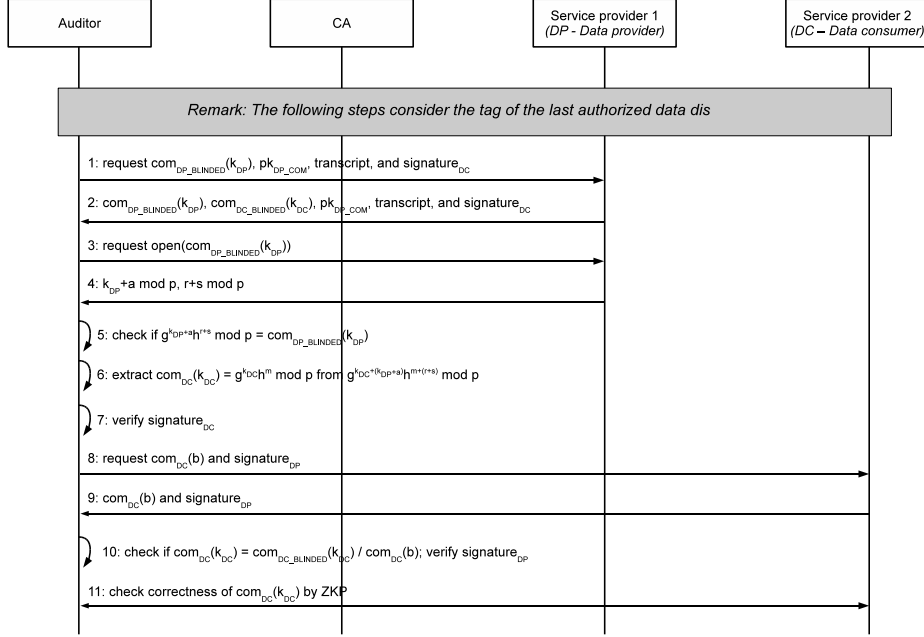 Auditor
CA
Service provider 1
(DP - Data provider)
Service provider 2
(DC – Data consumer)
Remark: The following steps consider the tag of the last authorized data dis
1: request com_DP_BLINDED(k_DP), pk_DP_COM, transcript, and signature_DC
2: com_DP_BLINDED(k_DP), com_DC_BLINDED(k_DC), pk_DP_COM, transcript, and signature_DC
3: request open(com_DP_BLINDED(k_DP))
4: k_DP+a mod p, r+s mod p
5: check if g^k_DP+a h^r+s mod p = com_DP_BLINDED(k_DP)
6: extract com_DC(k_DC) = g^k_DC h^m mod p from g^k_DC+(k_DP+a) h^m+(r+s) mod p
7: verify signature_DC
8: request com_DC(b) and signature_DP
9: com_DC(b) and signature_DP
10: check if com_DC(k_DC) = com_DC_BLINDED(k_DC) / com_DC(b); verify signature_DP
11: check correctness of com_DC(k_DC) by ZKP